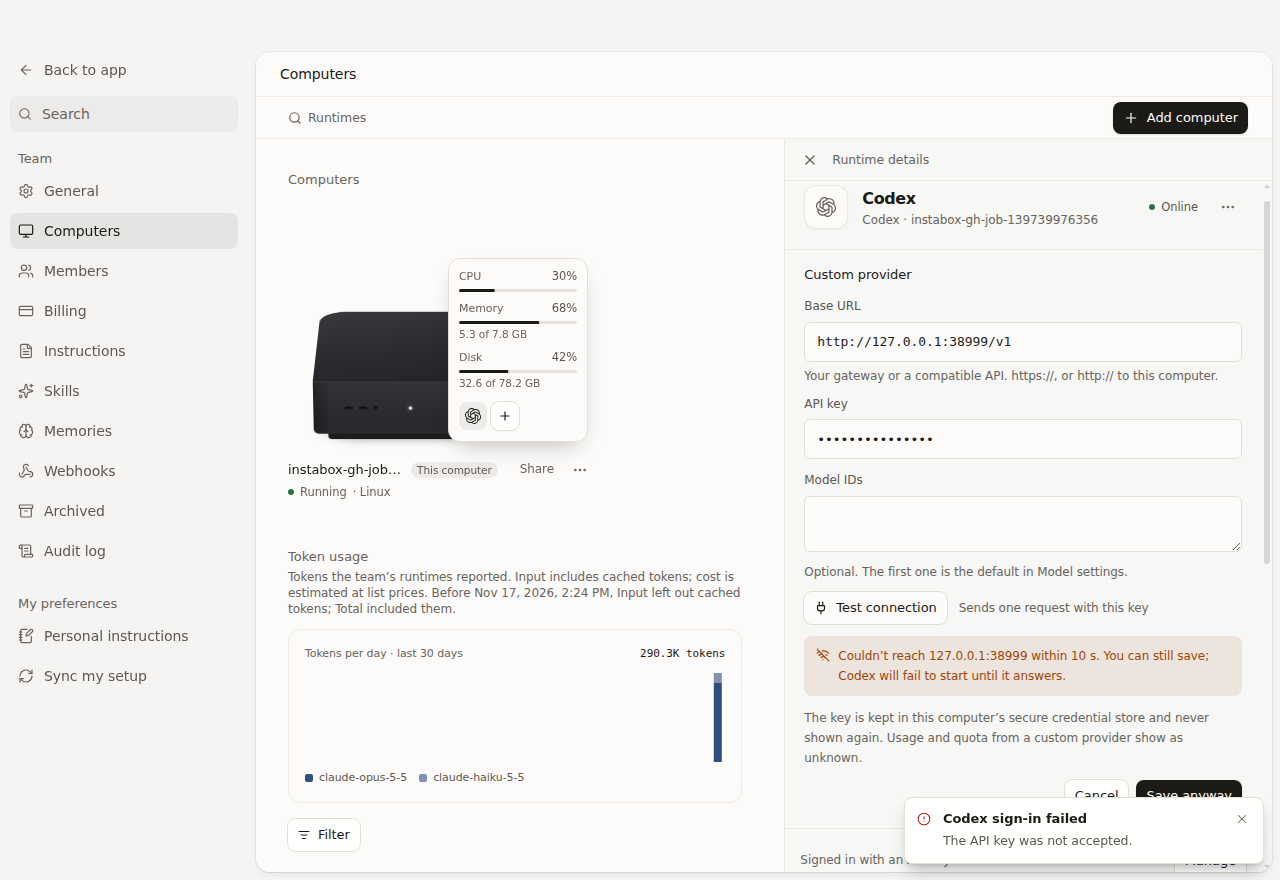 Back to app
Search
Team
General
Computers
Members
Billing
Instructions
Skills
Memories
Webhooks
Archived
Audit log
My preferences
Personal instructions
Sync my setup
Computers
Runtimes
Add computer
Computers
CPU 30%
Memory 68%
5.3 of 7.8 GB
Disk 42%
32.6 of 78.2 GB
instabox-gh-job… This computer Share
Running · Linux
Token usage
Tokens the team’s runtimes reported. Input includes cached tokens; cost is
estimated at list prices. Before Nov 17, 2026, 2:24 PM, Input left out cached
tokens; Total included them.
Tokens per day · last 30 days 290.3K tokens
claude-opus-5-5 claude-haiku-5-5
Filter
Runtime details
Codex
Codex · instabox-gh-job-139739976356
Online
Custom provider
Base URL
http://127.0.0.1:38999/v1
Your gateway or a compatible API. https://, or http:// to this computer.
API key
•••••••••••••••
Model IDs
Optional. The first one is the default in Model settings.
Test connection Sends one request with this key
Couldn’t reach 127.0.0.1:38999 within 10 s. You can still save;
Codex will fail to start until it answers.
The key is kept in this computer’s secure credential store and never
shown again. Usage and quota from a custom provider show as
unknown.
Cancel Save anyway
Codex sign-in failed
The API key was not accepted.
Signed in with an